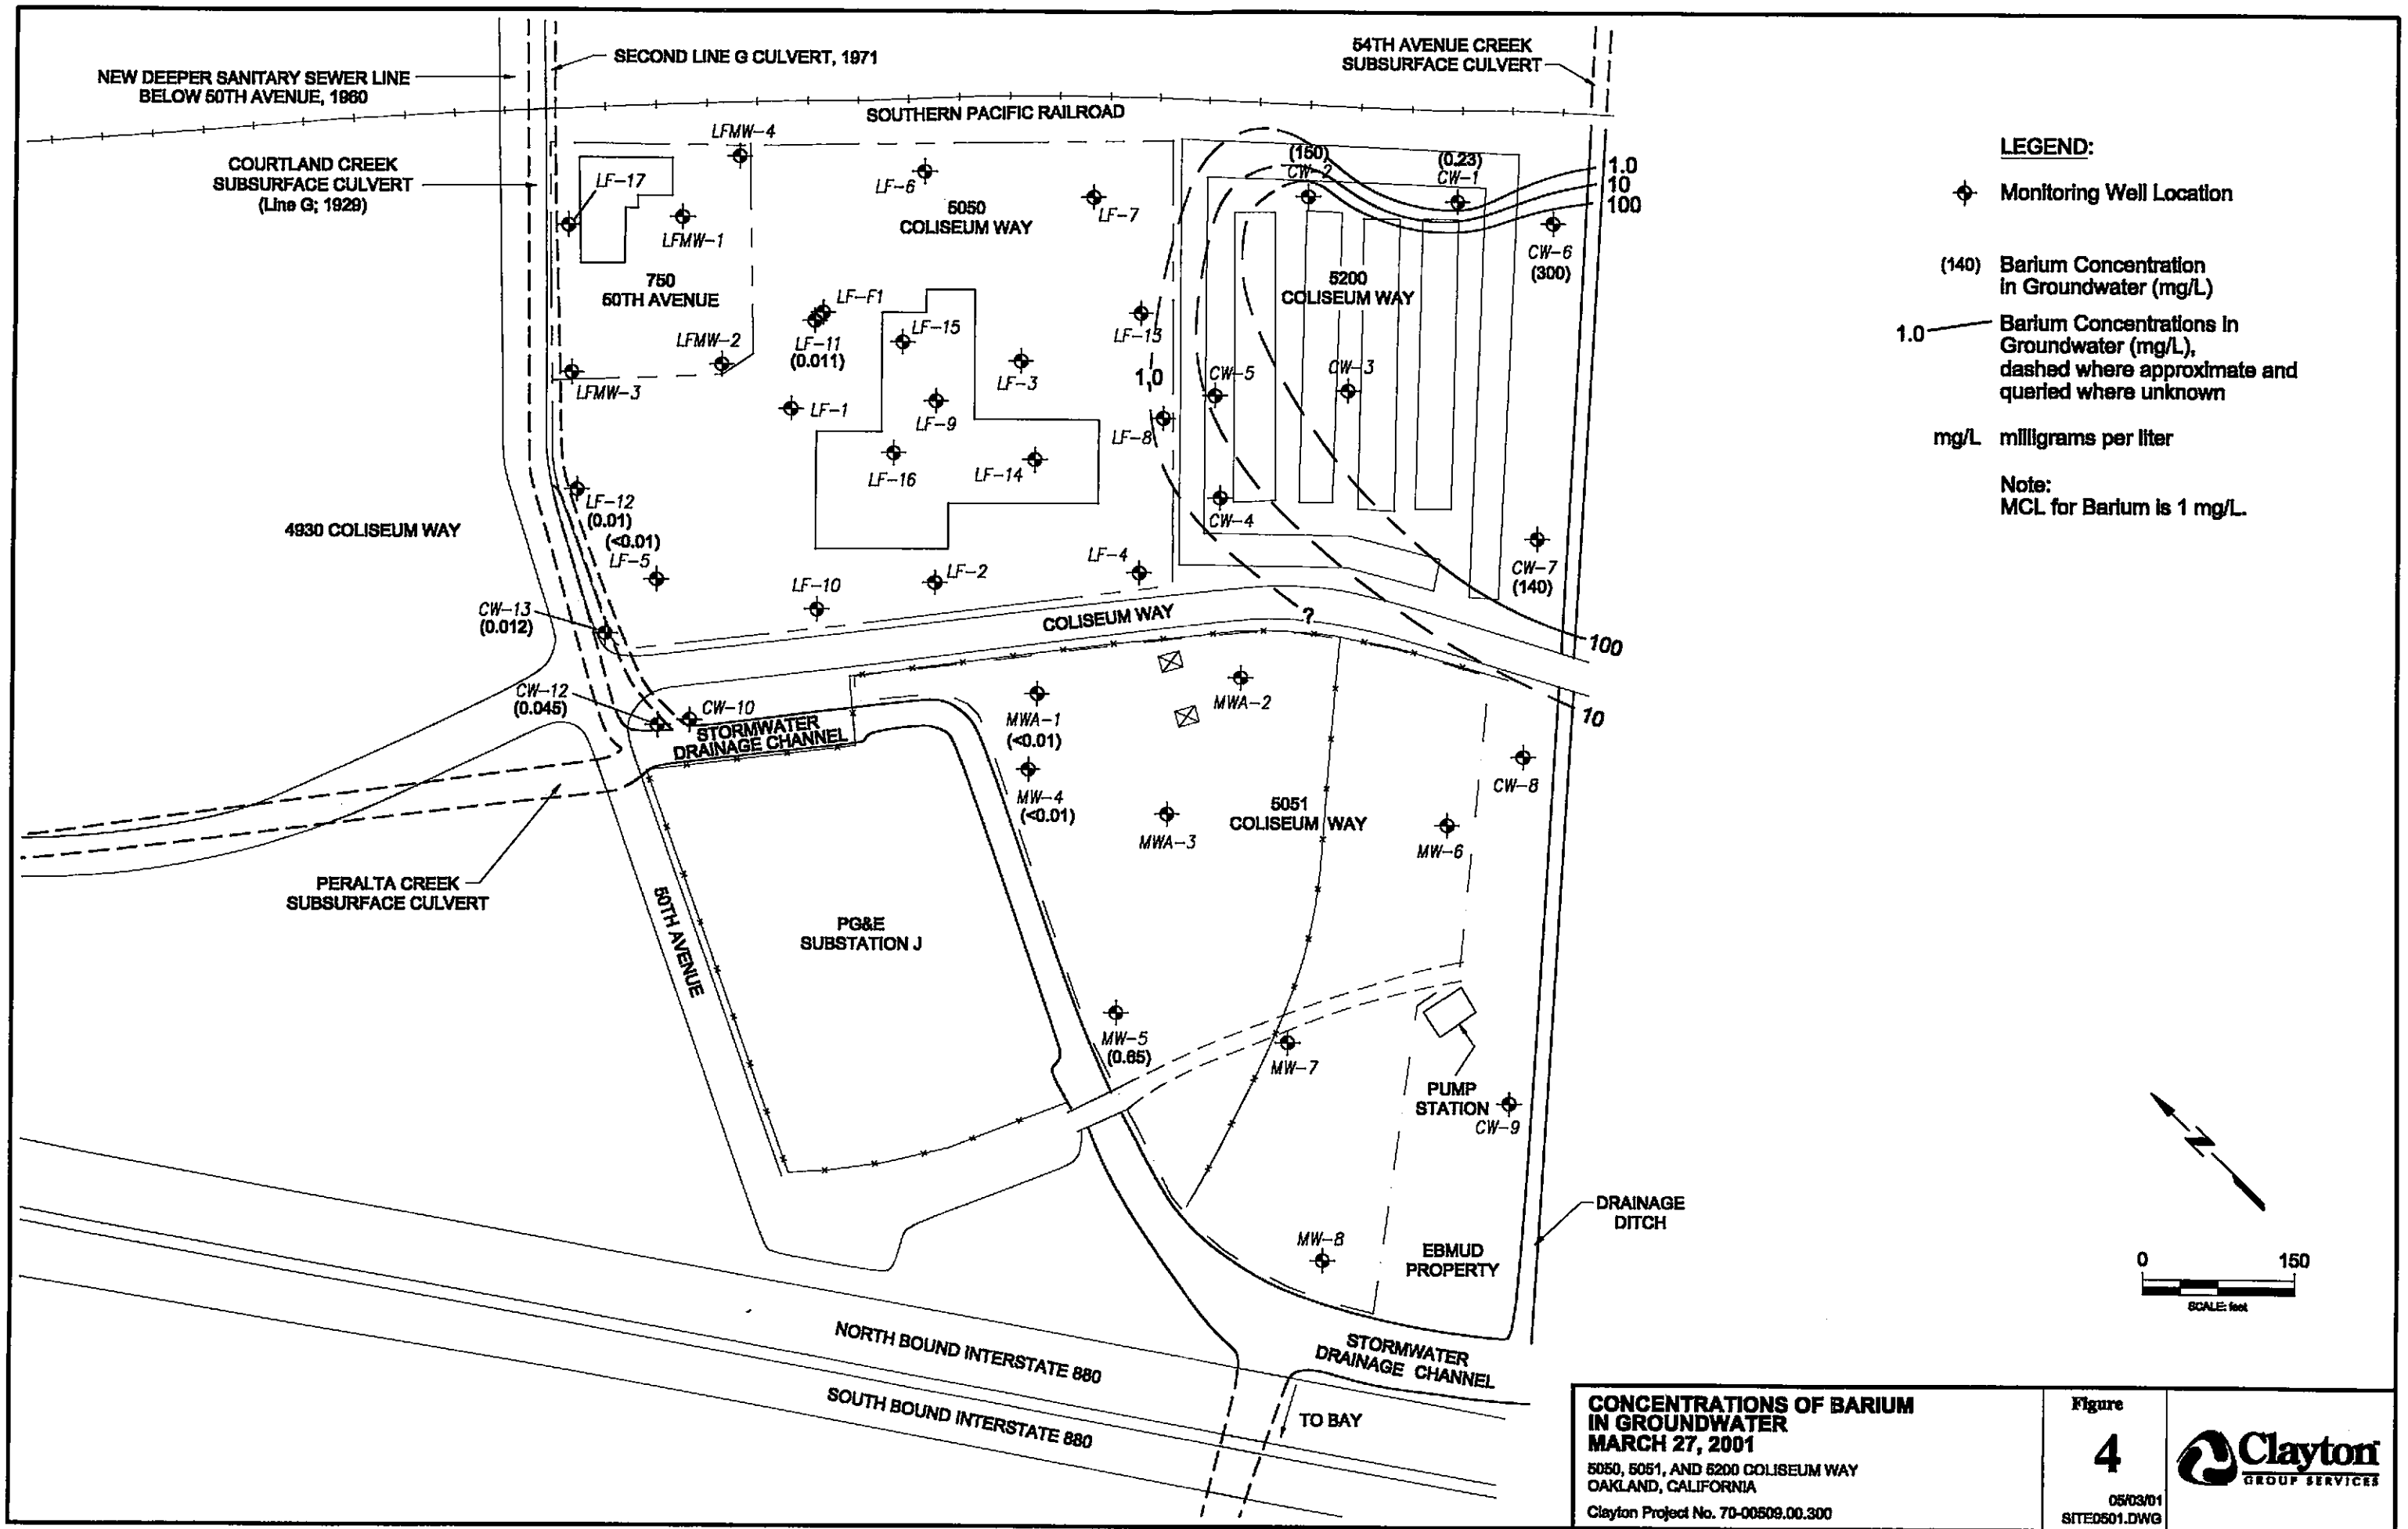 NEW DEEPER SANITARY SEWER LINE
BELOW 50TH AVENUE, 1960
SECOND LINE G CULVERT, 1971
54TH AVENUE CREEK
SUBSURFACE CULVERT
SOUTHERN PACIFIC RAILROAD
COURTLAND CREEK
SUBSURFACE CULVERT
(Line G; 1929)
LFMW-4
LF-17
LFMW-1
LF-6
LF-7
5050
COLISEUM WAY
750
50TH AVENUE
(150)
CW-2
(0.23)
CW-1
1.0
10
100
CW-6
(300)
5200
COLISEUM WAY
LF-F1
LF-11
(0.011)
LF-15
LF-13
LFMW-2
LFMW-3
LF-3
1.0
CW-5
CW-3
LF-1
LF-9
LF-8
LF-16
LF-14
CW-4
LF-12
(0.01)
(<0.01)
LF-5
4930 COLISEUM WAY
LF-10
LF-2
LF-4
CW-7
(140)
CW-13
(0.012)
COLISEUM WAY
?
100
10
CW-12
(0.045)
CW-10
STORMWATER
DRAINAGE CHANNEL
MWA-1
(<0.01)
MWA-2
MW-4
(<0.01)
MWA-3
5051
COLISEUM WAY
CW-8
MW-6
PERALTA CREEK
SUBSURFACE CULVERT
50TH AVENUE
PG&E
SUBSTATION J
MW-5
(0.65)
MW-7
PUMP
STATION
CW-9
MW-8
EBMUD
PROPERTY
DRAINAGE
DITCH
NORTH BOUND INTERSTATE 880
SOUTH BOUND INTERSTATE 880
STORMWATER
DRAINAGE CHANNEL
TO BAY
LEGEND:
Monitoring Well Location
(140) Barium Concentration
in Groundwater (mg/L)
1.0 Barium Concentrations in
Groundwater (mg/L),
dashed where approximate and
queried where unknown
mg/L milligrams per liter
Note:
MCL for Barium is 1 mg/L.
N
0 150
SCALE: feet
CONCENTRATIONS OF BARIUM
IN GROUNDWATER
MARCH 27, 2001
5050, 5051, AND 5200 COLISEUM WAY
OAKLAND, CALIFORNIA
Clayton Project No. 70-00509.00.300
Figure
4
05/03/01
SITE0501.DWG
Clayton
GROUP SERVICES